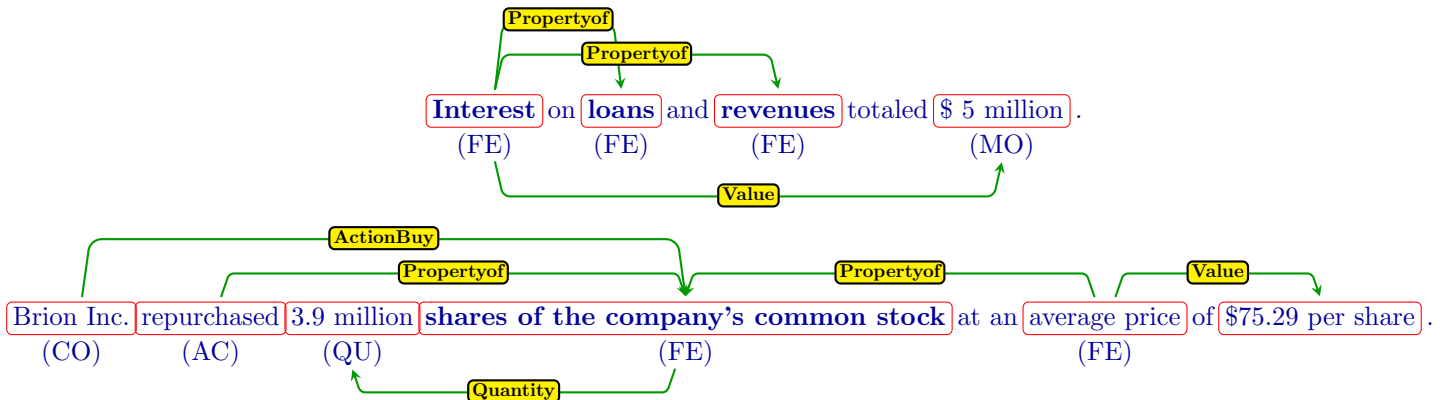 Propertyof
Propertyof
Interest on loans and revenues totaled $ 5 million .
(FE) (FE) (FE) (MO)
Value
ActionBuy
Propertyof Propertyof Value
Brion Inc. repurchased 3.9 million shares of the company's common stock at an average price of $75.29 per share .
(CO) (AC) (QU) (FE) (FE)
Quantity